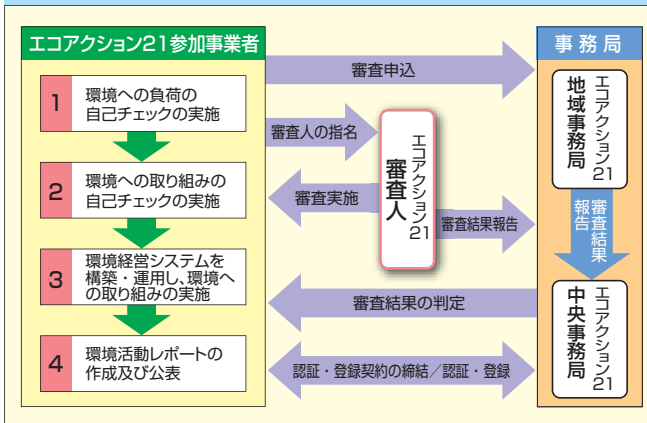 エコアクション21参加事業者
1
環境への負荷の
自己チェックの実施
2
環境への取り組みの
自己チェックの実施
3
環境経営システムを
構築・運用し、環境へ
の取り組みの実施
4
環境活動レポートの
作成及び公表
審査申込
審査人の指名
エコアクション21
審査人
審査実施
審査結果報告
審査結果の判定
認証・登録契約の締結／認証・登録
事務局
エコアクション21
地域事務局
審査結果
報告
エコアクション21
中央事務局